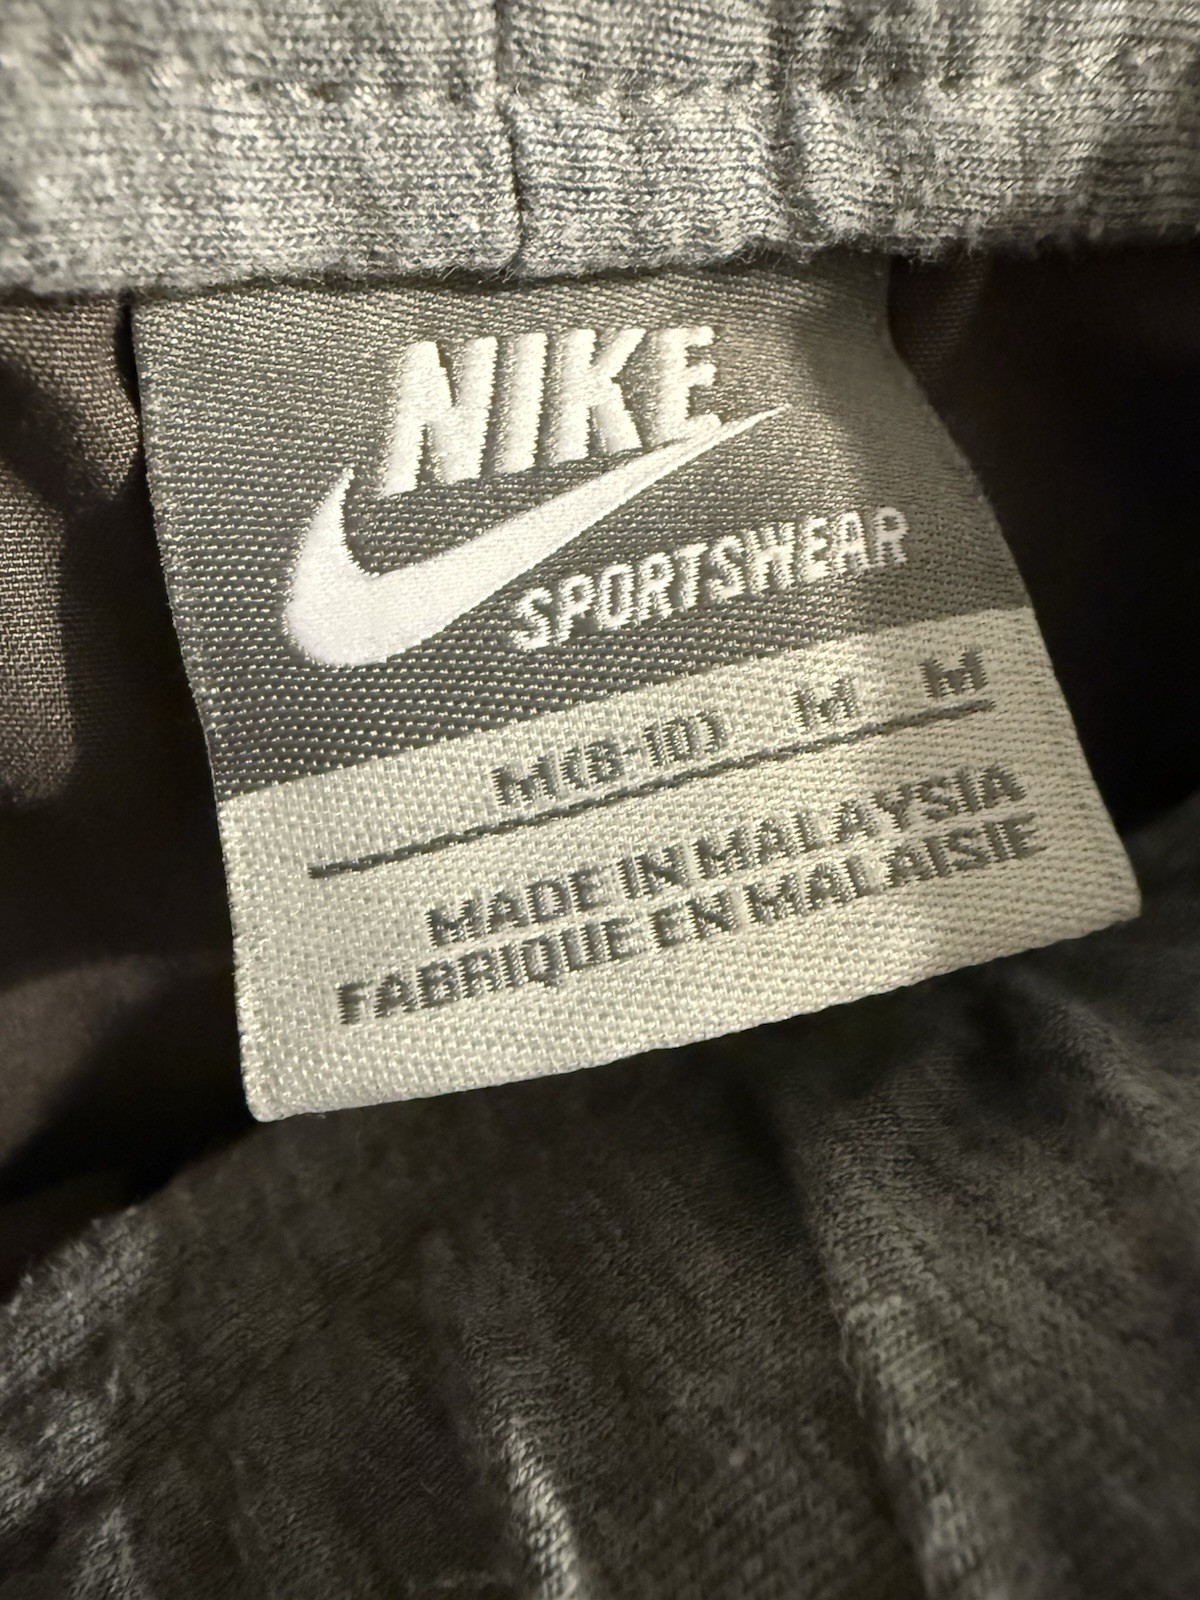 NIKE
SPORTSWEAR
M(8-10) M M
MADE IN MALAYSIA
FABRIQUE EN MALAISIE